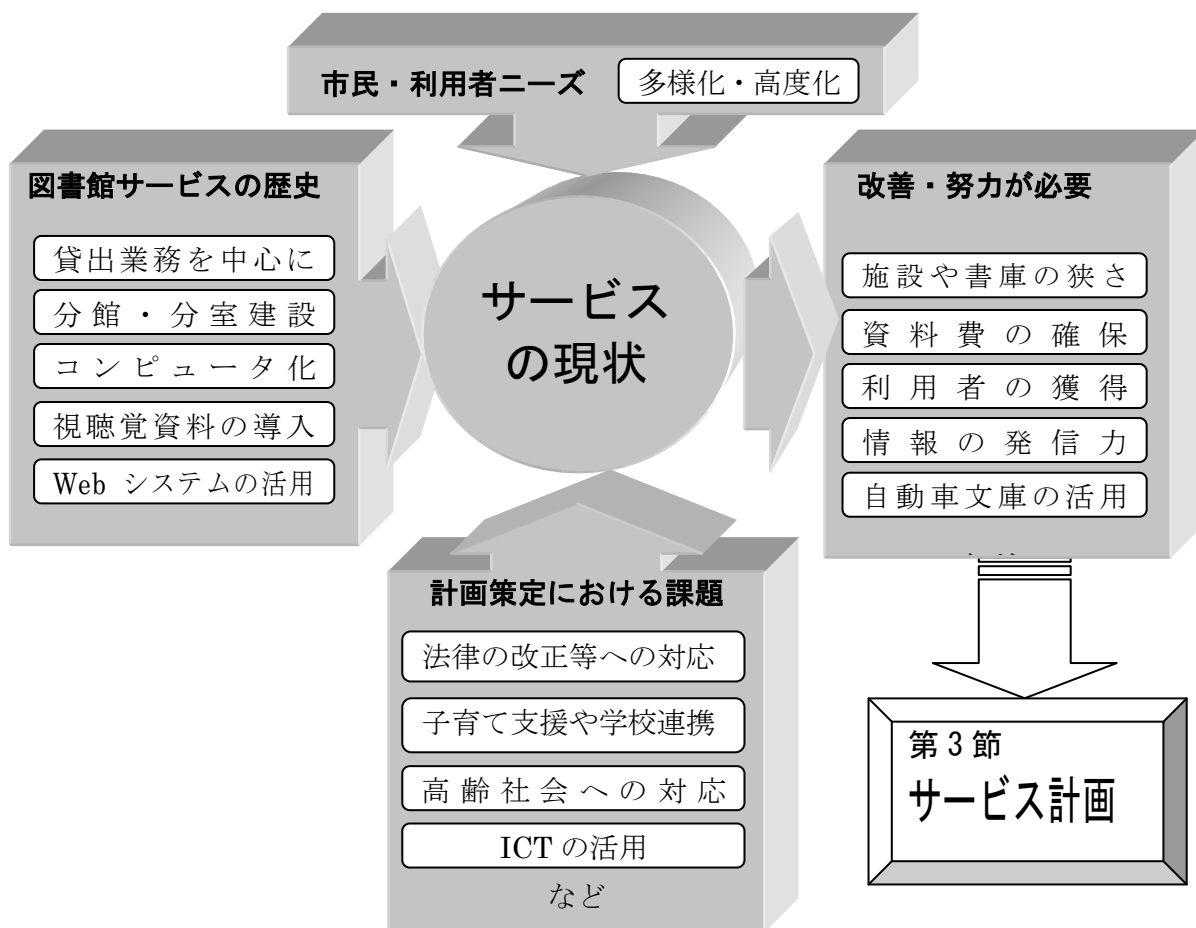 市民・利用者ニーズ
多様化・高度化
図書館サービスの歴史
貸出業務を中心に
分館・分室建設
コンピュータ化
視聴覚資料の導入
Web システムの活用
サービス
の現状
改善・努力が必要
施設や書庫の狭さ
資料費の確保
利用者の獲得
情報の発信力
自動車文庫の活用
計画策定における課題
法律の改正等への対応
子育て支援や学校連携
高齢社会への対応
ICT の活用
など
第3節
サービス計画